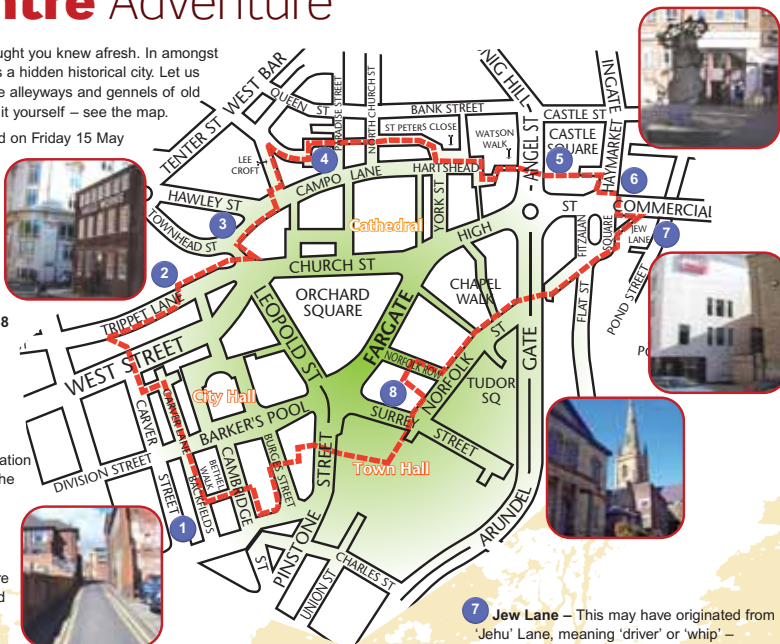 ntre Adventure
ught you knew afresh. In amongst
s a hidden historical city. Let us
e alleyways and gennels of old
it yourself – see the map.
d on Friday 15 May
8
ation
he
re
d
WEST BAR
TENTER ST
QUEEN ST
PARADISE STREET
NORTH CHURCH ST
BANK STREET
ST PETERS CLOSE
WATSON
WALK
NIG HILL
ANGEL ST
CASTLE ST
CASTLE
SQUARE
INGATE
HAYMARKET
LEE
CROFT
4
5
6
HAWLEY ST
CAMPO LANE
HARTSHEAD
TOWNHEAD ST
3
Cathedral
YORK ST
HIGH
ST
FITZALAN
SQUARE
COMMERCIAL
JEW
LANE
7
2
CHURCH ST
TRIPPET LANE
WEST STREET
LEOPOLD ST
ORCHARD
SQUARE
FARGATE
CHAPEL
WALK
FLAT ST
POND STREET
PO
NORFOLK ROW
NORFOLK
ST
GATE
TUDOR
SQ
8
City Hall
CARVER
CARVER LANE
BARKER'S POOL
SURREY
STREET
Town Hall
DIVISION STREET
STREET
BETHEL
WALK
BACKFIELDS
CAMBRIDGE
BURGESS STREET
STREET
1
ST
PINSTONE
UNION ST
CHARLES ST
ARUNDEL
7 Jew Lane – This may have originated from
‘Jehu’ Lane, meaning ‘driver’ or ‘whip’ –